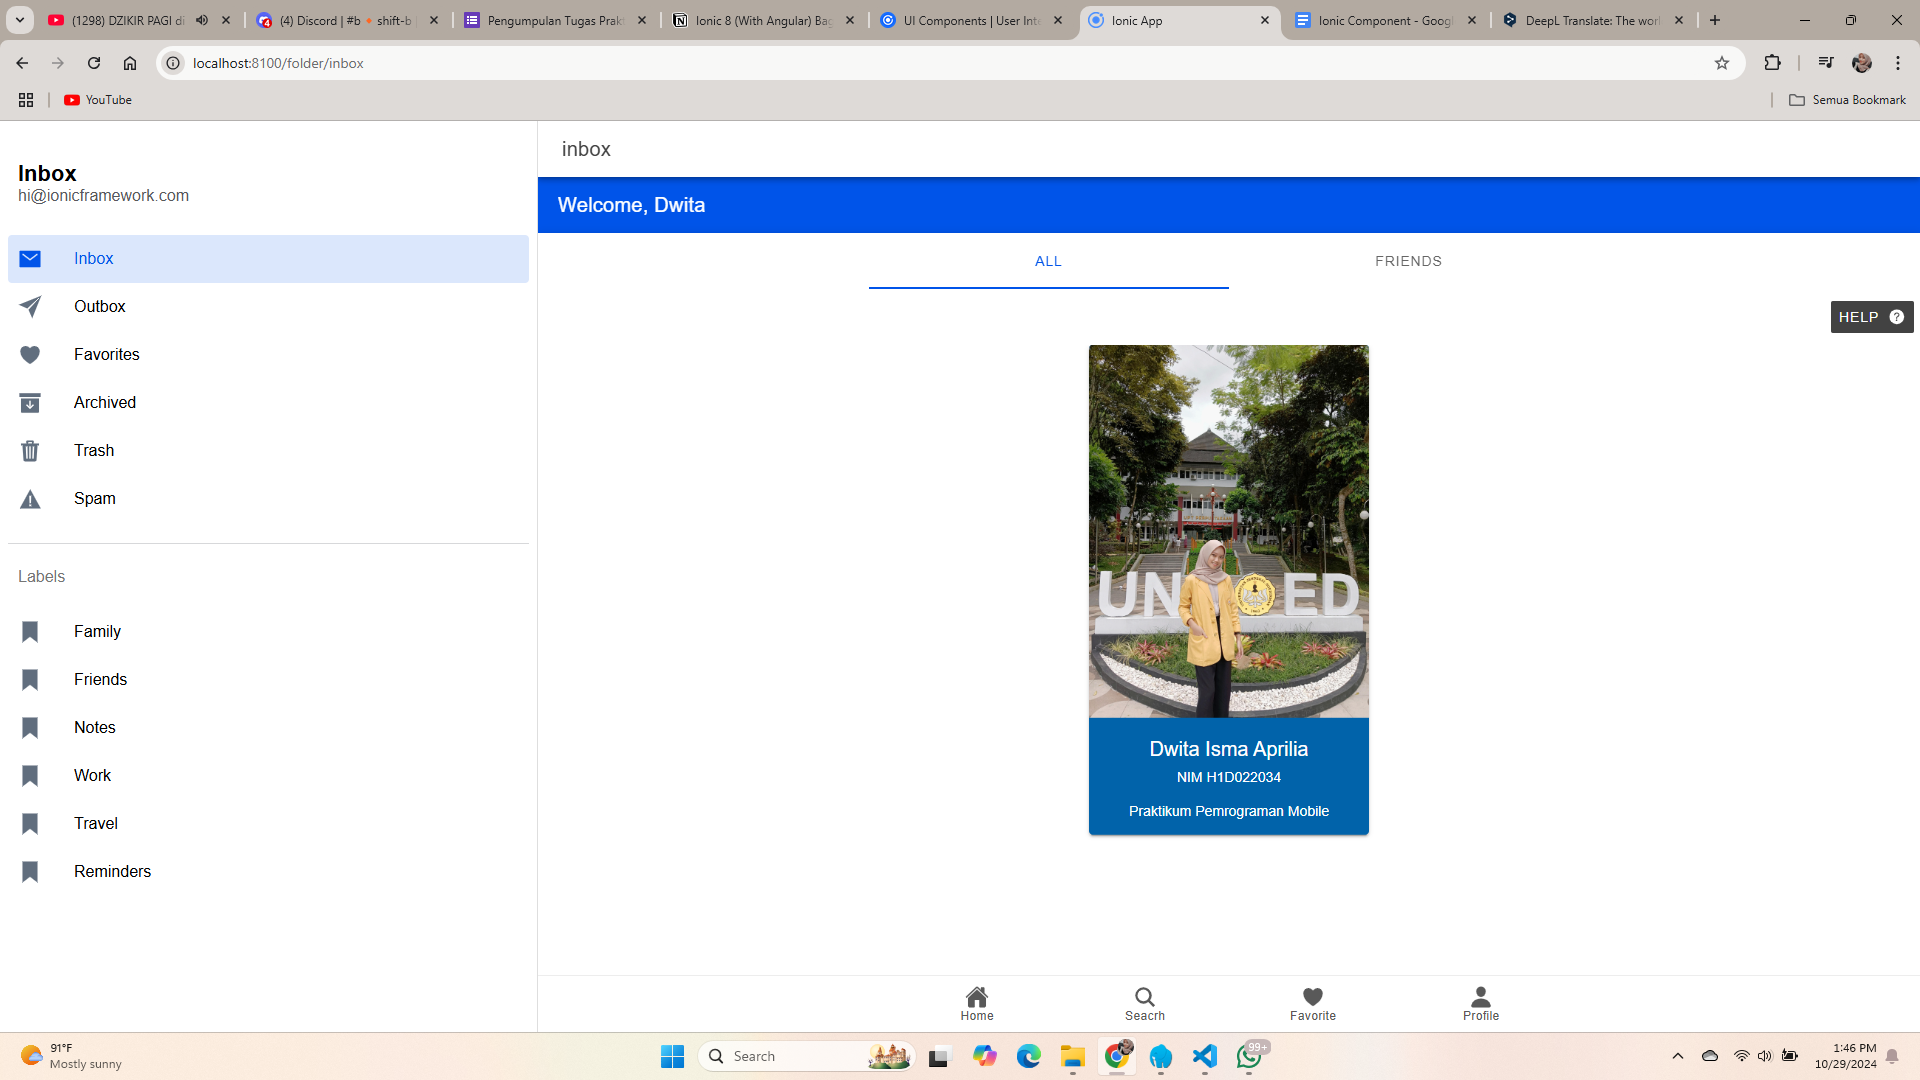 (1298) DZIKIR PAGI di
(4) Discord | #b • shift-b
Pengumpulan Tugas Prakt
Ionic 8 (With Angular) Bag
UI Components | User Inte
Ionic App
Ionic Component - Googl
DeepL Translate: The worl
localhost:8100/folder/inbox
YouTube
Semua Bookmark
Inbox
hi@ionicframework.com
Inbox
Outbox
Favorites
Archived
Trash
Spam
Labels
Family
Friends
Notes
Work
Travel
Reminders
inbox
Welcome, Dwita
ALL
FRIENDS
HELP ?
UN ED
Dwita Isma Aprilia
NIM H1D022034
Praktikum Pemrograman Mobile
Home
Seacrh
Favorite
Profile
91°F
Mostly sunny
Search
99+
1:46 PM
10/29/2024